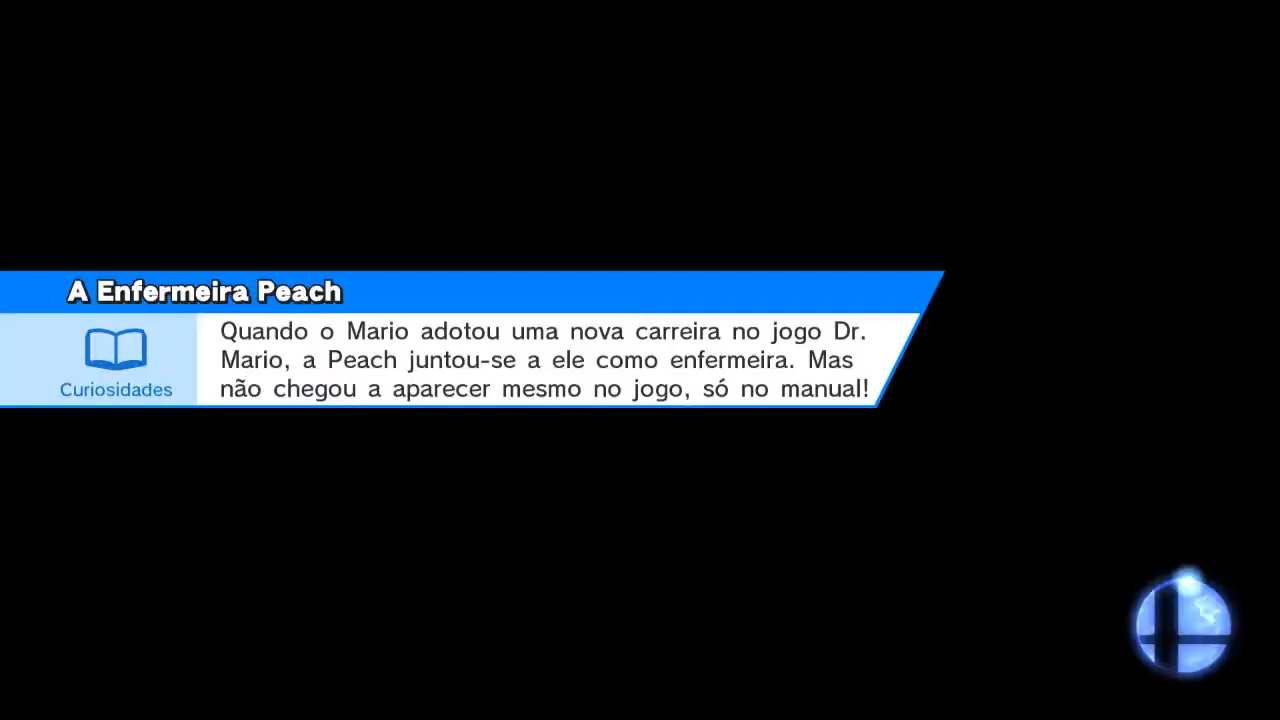 A Enfermeira Peach
Quando o Mario adotou uma nova carreira no jogo Dr.
Mario, a Peach juntou-se a ele como enfermeira. Mas
não chegou a aparecer mesmo no jogo, só no manual!
Curiosidades